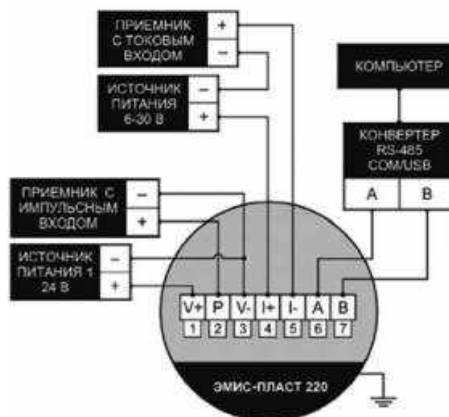 ПРИЕМНИК
С ТОКОВЫМ
ВХОДОМ
+
−
ИСТОЧНИК
ПИТАНИЯ
6-30 В
−
+
КОМПЬЮТЕР
КОНВЕРТЕР
RS-485
COM/USB
A B
ПРИЕМНИК С
ИМПУЛЬСНЫМ
ВХОДОМ
−
+
ИСТОЧНИК
ПИТАНИЯ 1
24 В
−
+
V+ P V- I+ I- A B
1 2 3 4 5 6 7
ЭМИС-ПЛАСТ 220